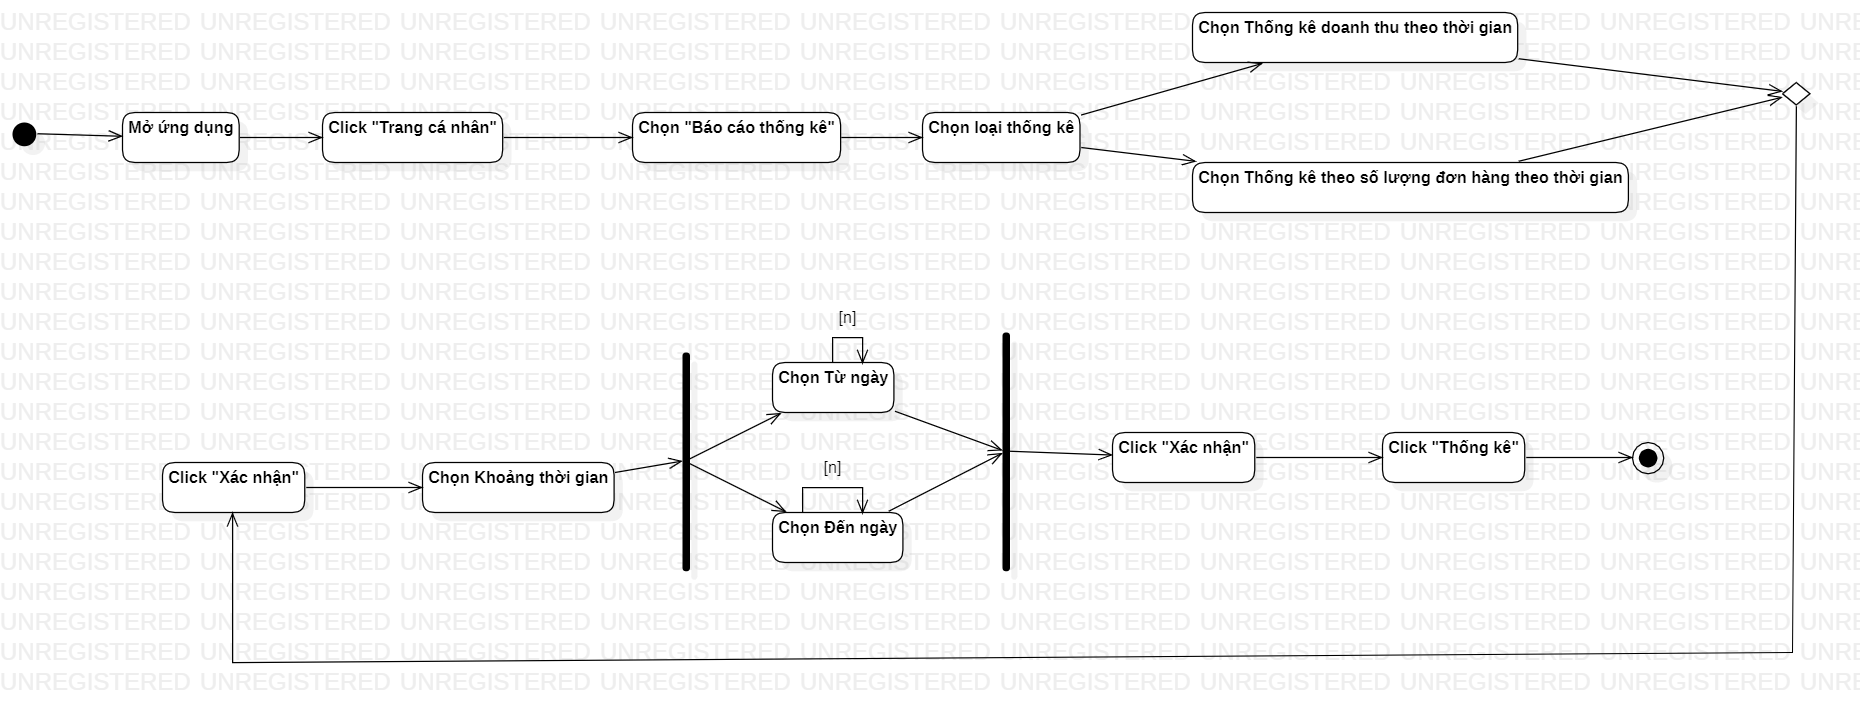 Chọn Thống kê doanh thu theo thời gian
Mở ứng dụng
Click "Trang cá nhân"
Chọn "Báo cáo thống kê"
Chọn loại thống kê
Chọn Thống kê theo số lượng đơn hàng theo thời gian
[n]
Chọn Từ ngày
Click "Xác nhận"
Click "Thống kê"
[n]
Click "Xác nhận"
Chọn Khoảng thời gian
Chọn Đến ngày
UNREGISTERED